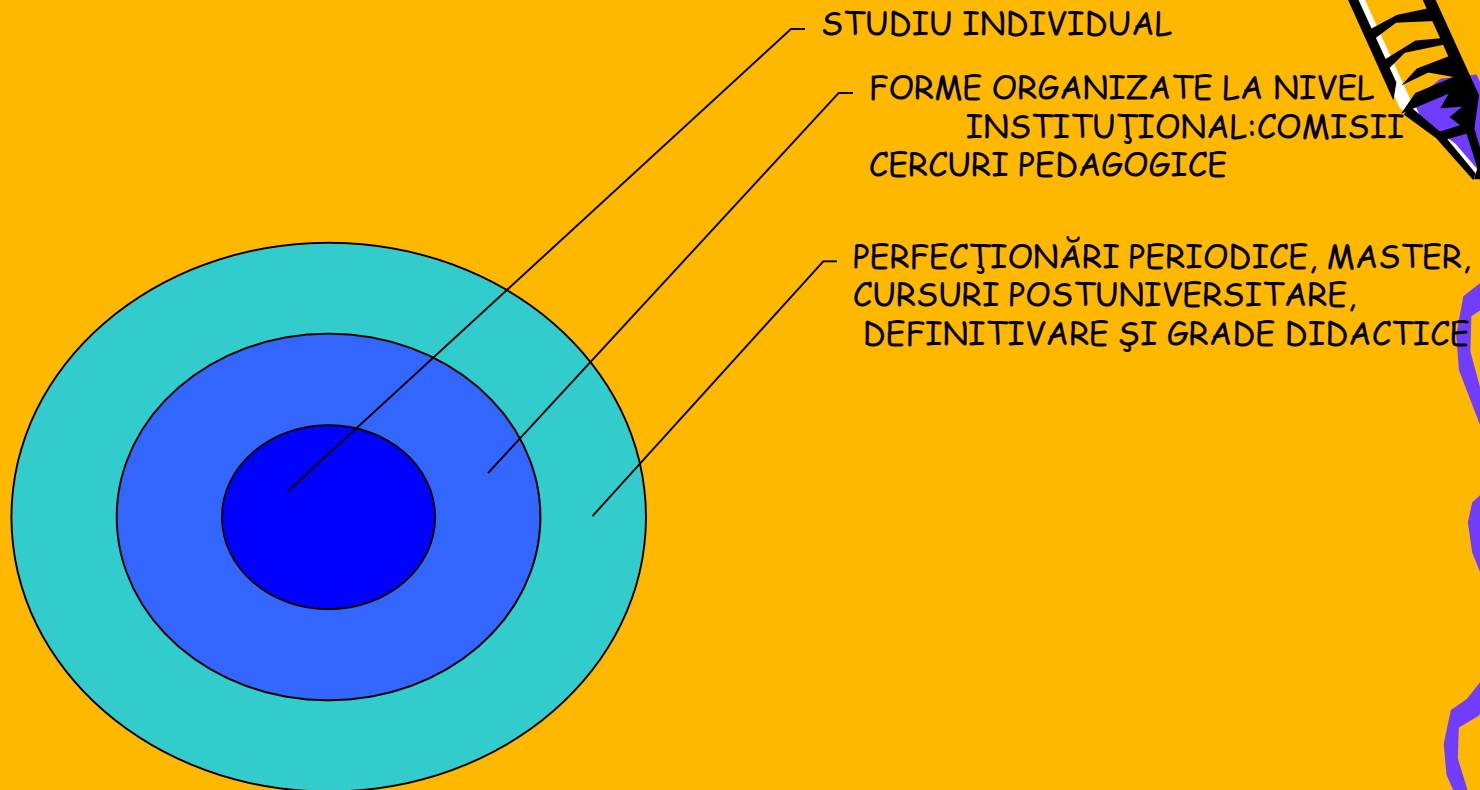 STUDIU INDIVIDUAL
FORME ORGANIZATE LA NIVEL
INSTITUŢIONAL:COMISII
CERCURI PEDAGOGICE
PERFECŢIONĂRI PERIODICE, MASTER,
CURSURI POSTUNIVERSITARE,
DEFINITIVARE ŞI GRADE DIDACTICE